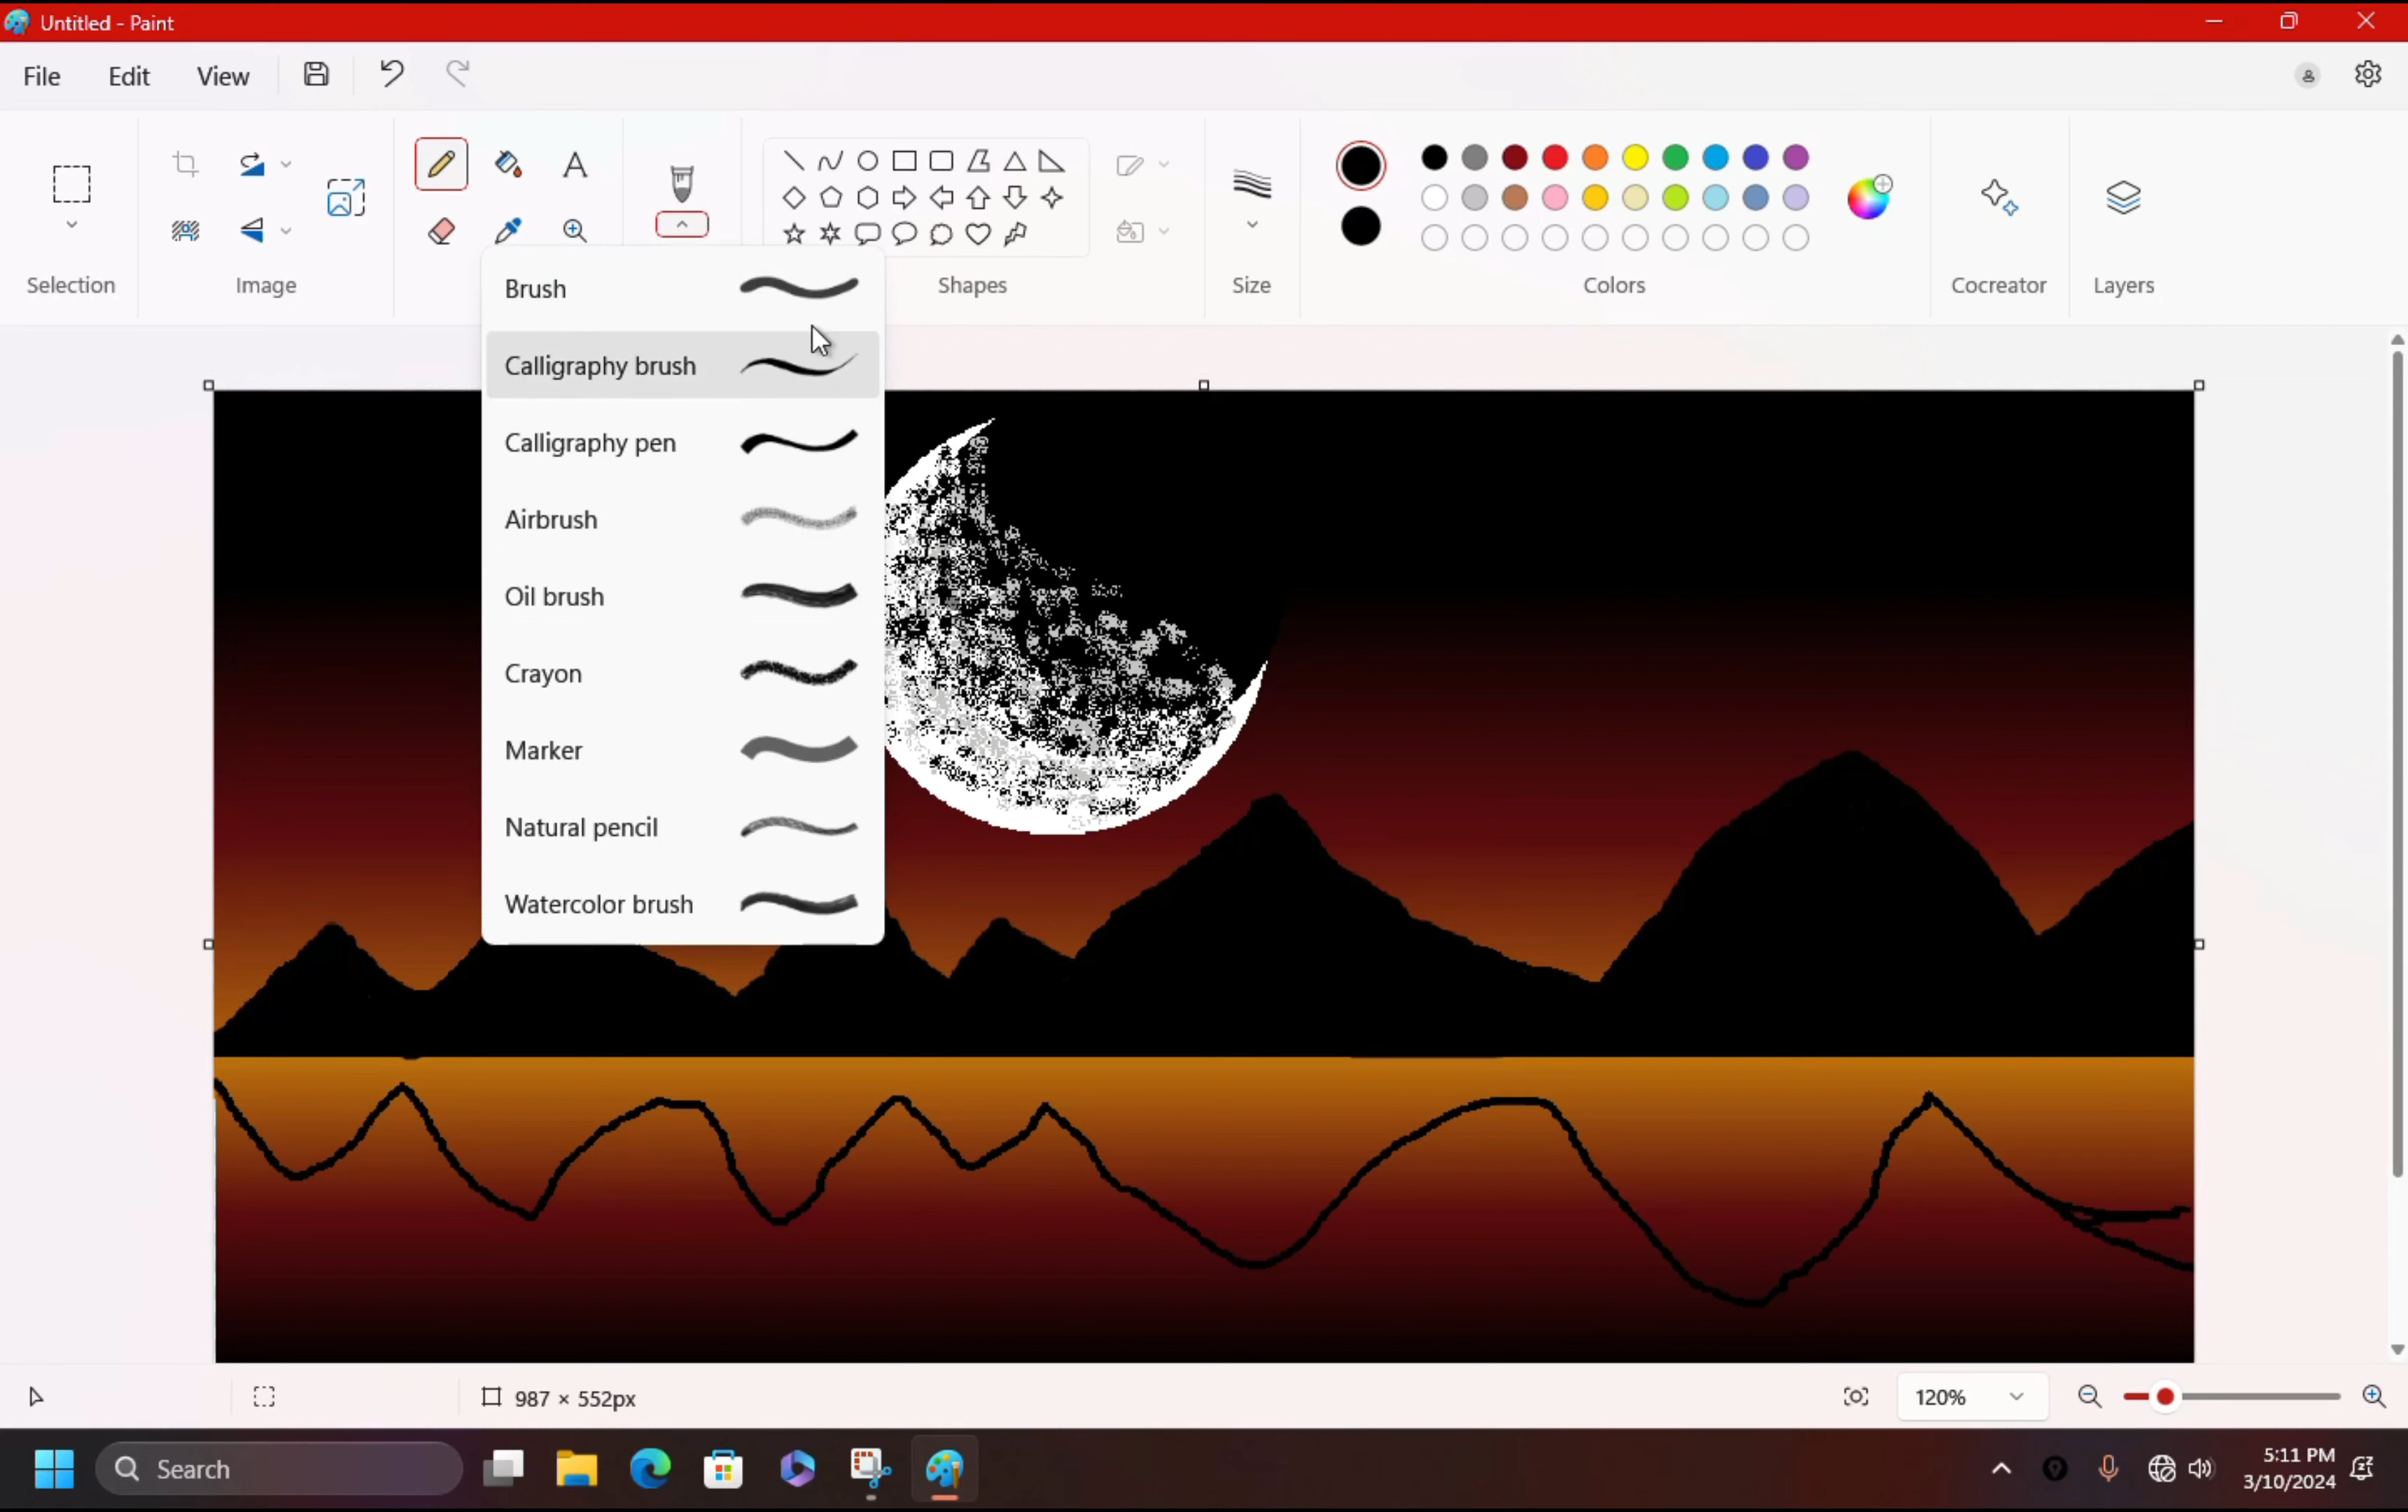 Untitled - Paint
File Edit View
Selection Image Shapes Size Colors Cocreator Layers
Brush
Calligraphy brush
Calligraphy pen
Airbrush
Oil brush
Crayon
Marker
Natural pencil
Watercolor brush
987 × 552px 120%
Search 5:11 PM
3/10/2024